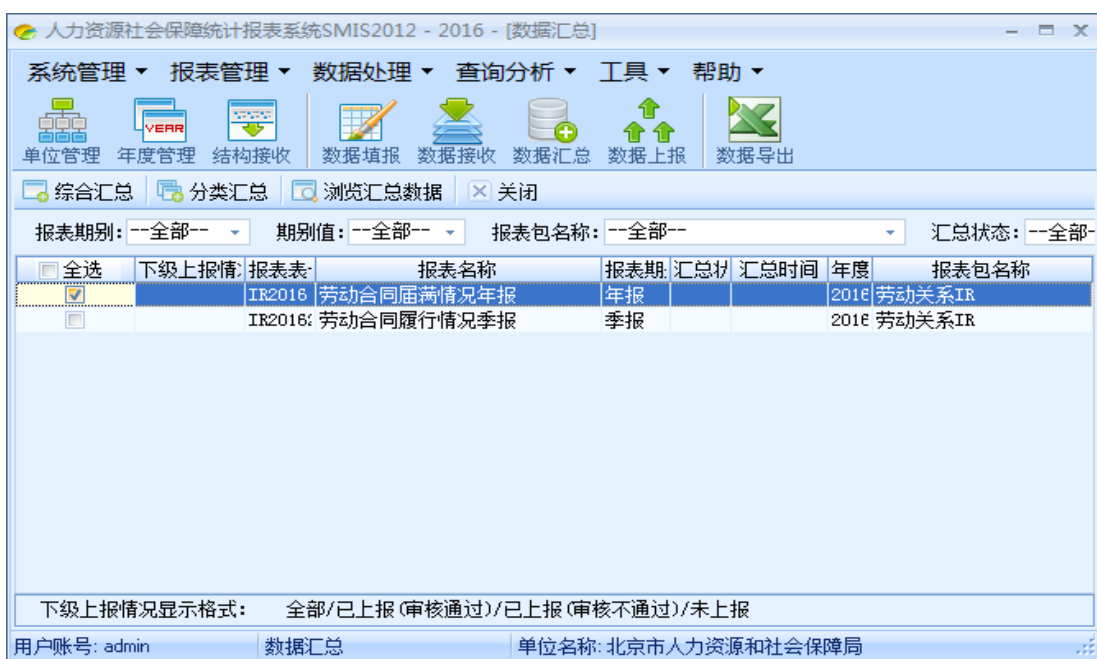 人力资源社会保障统计报表系统SMIS2012 - 2016 - [数据汇总]
系统管理 报表管理 数据处理 查询分析 工具 帮助
YEAR
单位管理 年度管理 结构接收 数据填报 数据接收 数据汇总 数据上报 数据导出
综合汇总 分类汇总 浏览汇总数据 关闭
报表期别: --全部-- 期别值: --全部-- 报表包名称: --全部-- 汇总状态: --全部-
全选 下级上报情 报表表 报表名称 报表期 汇总状 汇总时间 年度 报表包名称
IR2016 劳动合同届满情况年报 年报 2016 劳动关系IR
IR2016 劳动合同履行情况季报 季报 2016 劳动关系IR
下级上报情况显示格式: 全部/已上报(审核通过)/已上报(审核不通过)/未上报
用户账号: admin 数据汇总 单位名称: 北京市人力资源和社会保障局